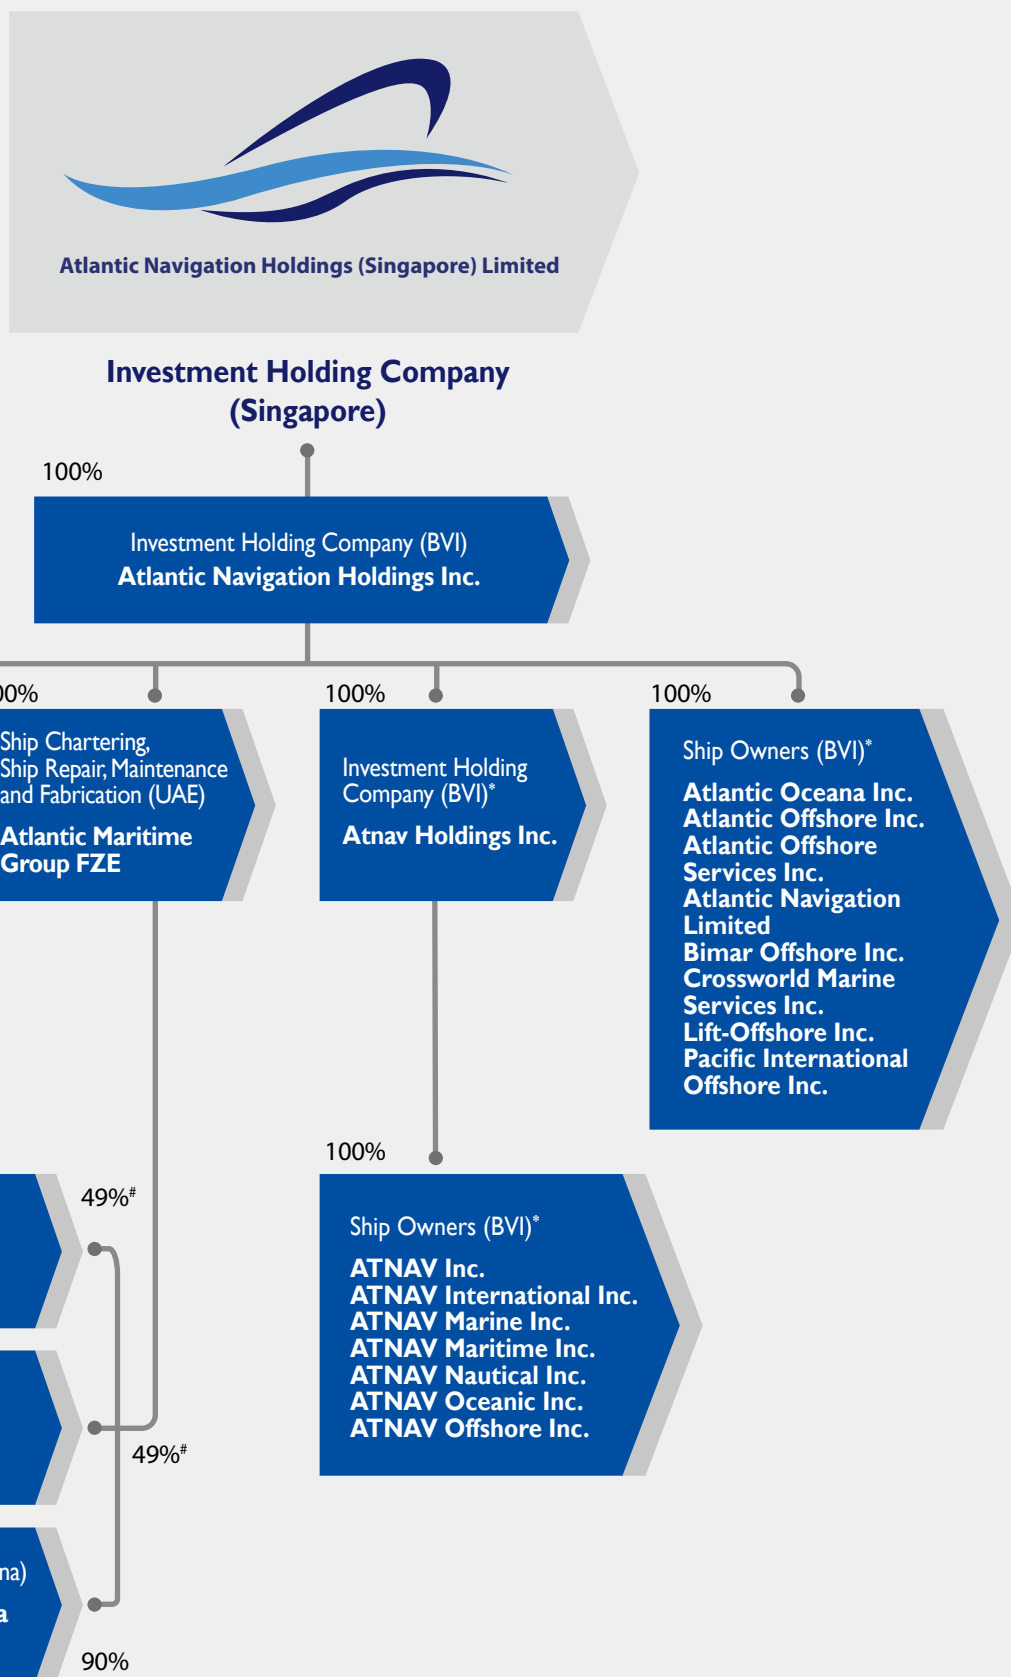 Atlantic Navigation Holdings (Singapore) Limited
Investment Holding Company
(Singapore)
100%
Investment Holding Company (BVI)
Atlantic Navigation Holdings Inc.
00%
Ship Chartering,
Ship Repair, Maintenance
and Fabrication (UAE)
Atlantic Maritime
Group FZE
100%
Investment Holding
Company (BVI)*
Atnav Holdings Inc.
100%
Ship Owners (BVI)*
Atlantic Oceana Inc.
Atlantic Offshore Inc.
Atlantic Offshore
Services Inc.
Atlantic Navigation
Limited
Bimar Offshore Inc.
Crossworld Marine
Services Inc.
Lift-Offshore Inc.
Pacific International
Offshore Inc.
100%
Ship Owners (BVI)*
ATNAV Inc.
ATNAV International Inc.
ATNAV Marine Inc.
ATNAV Maritime Inc.
ATNAV Nautical Inc.
ATNAV Oceanic Inc.
ATNAV Offshore Inc.
49%#
49%#
na)
a
90%